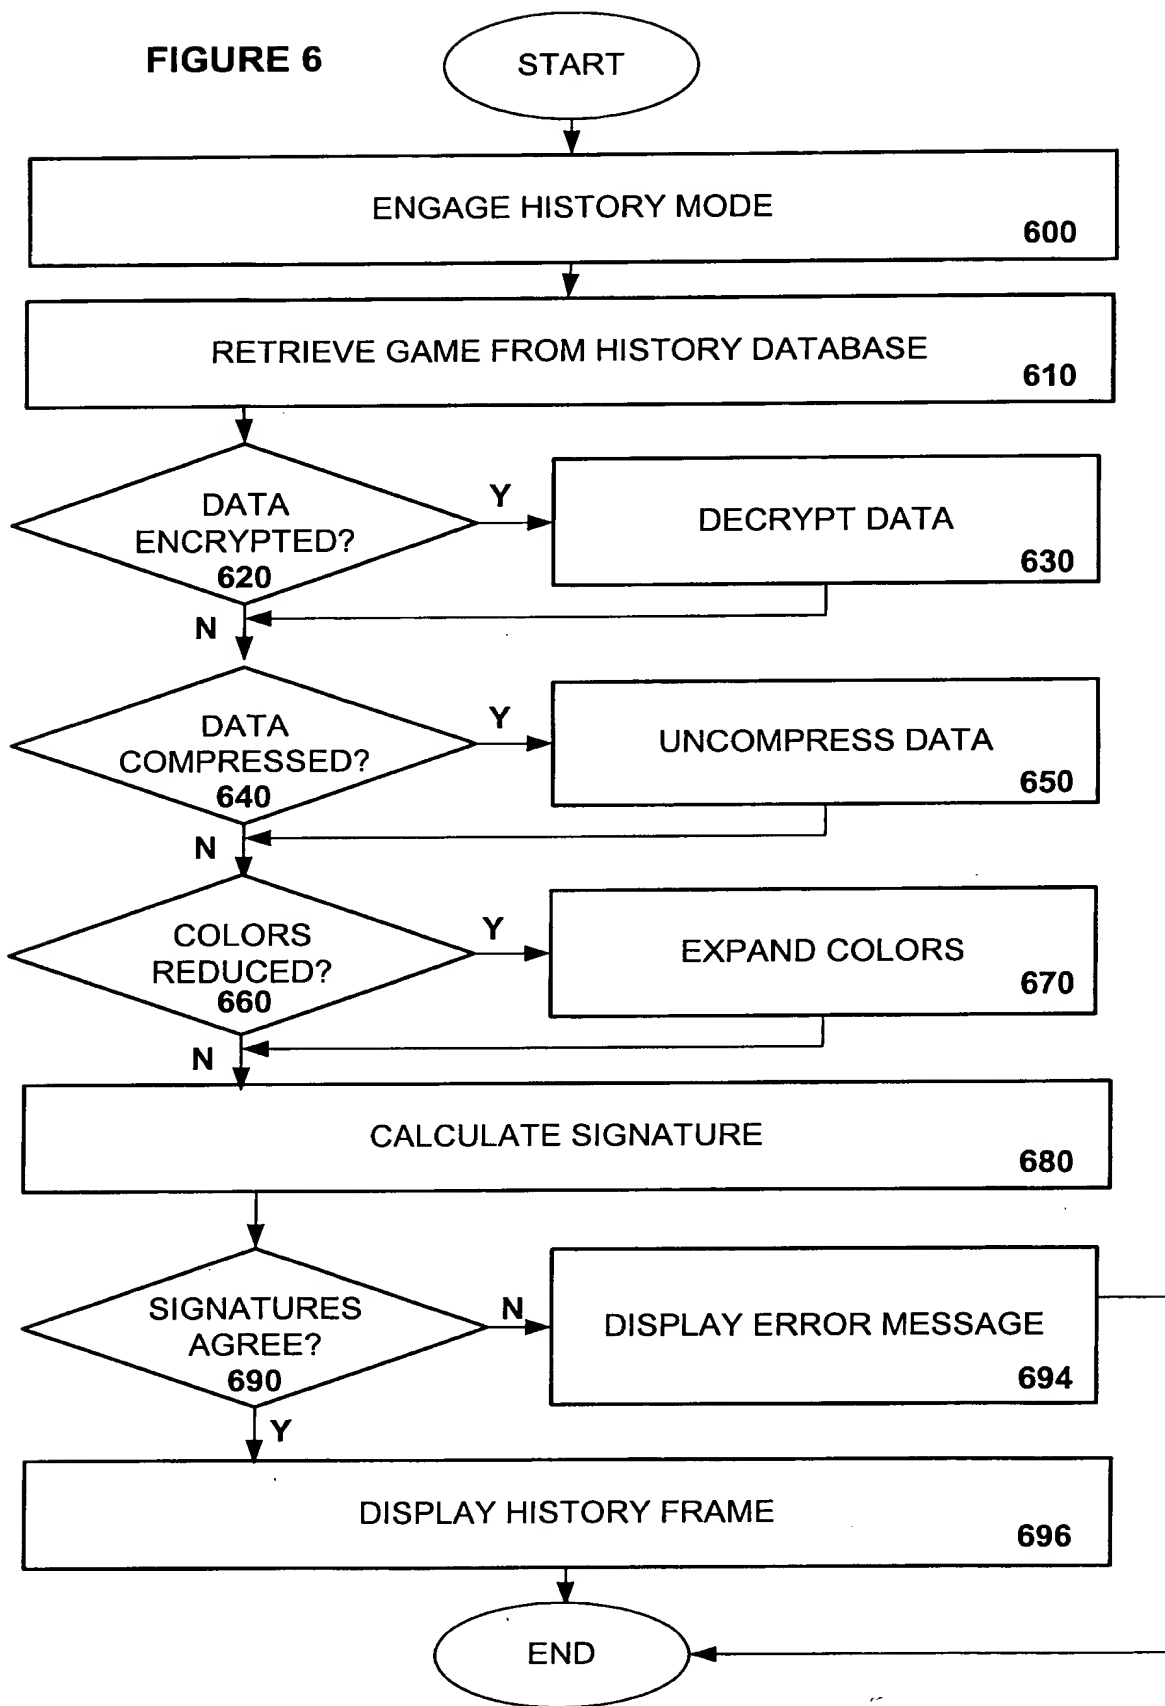 FIGURE 6
START
ENGAGE HISTORY MODE
600
RETRIEVE GAME FROM HISTORY DATABASE
610
DATA
ENCRYPTED?
620
Y
DECRYPT DATA
630
N
DATA
COMPRESSED?
640
Y
UNCOMPRESS DATA
650
N
COLORS
REDUCED?
660
Y
EXPAND COLORS
670
N
CALCULATE SIGNATURE
680
SIGNATURES
AGREE?
690
N
DISPLAY ERROR MESSAGE
694
Y
DISPLAY HISTORY FRAME
696
END